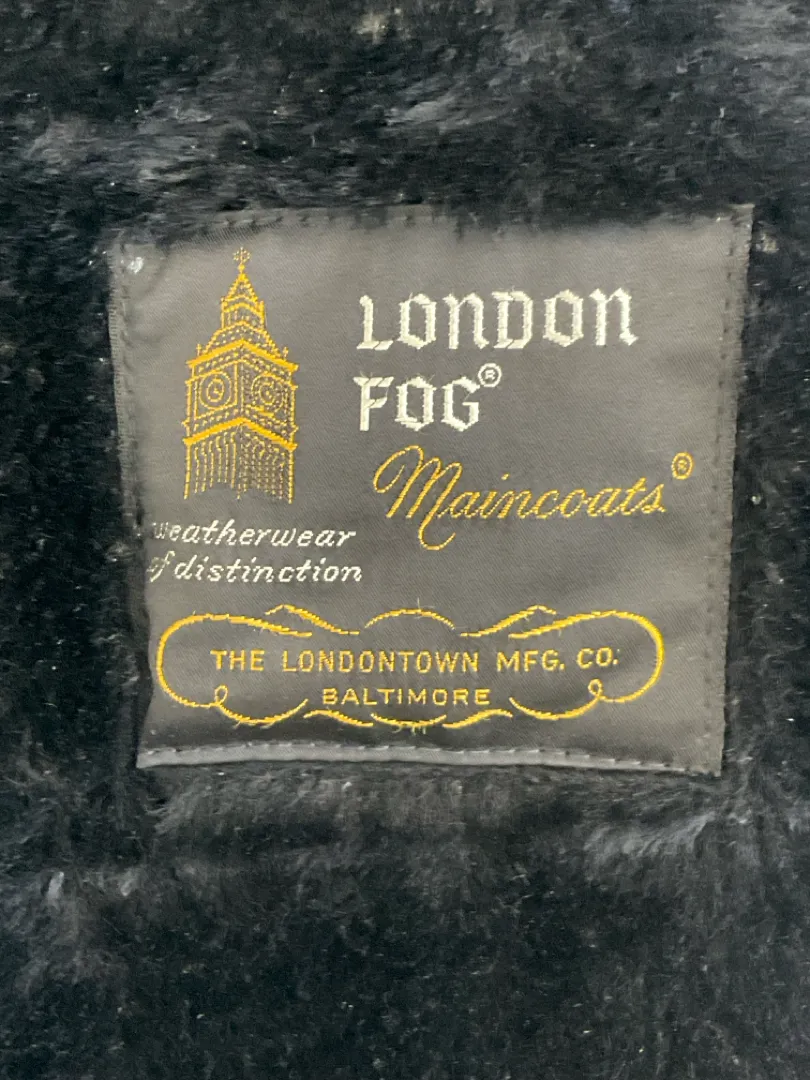 LONDON
FOG®
Maincoats®
weatherwear
of distinction
THE LONDONTOWN MFG. CO.
BALTIMORE